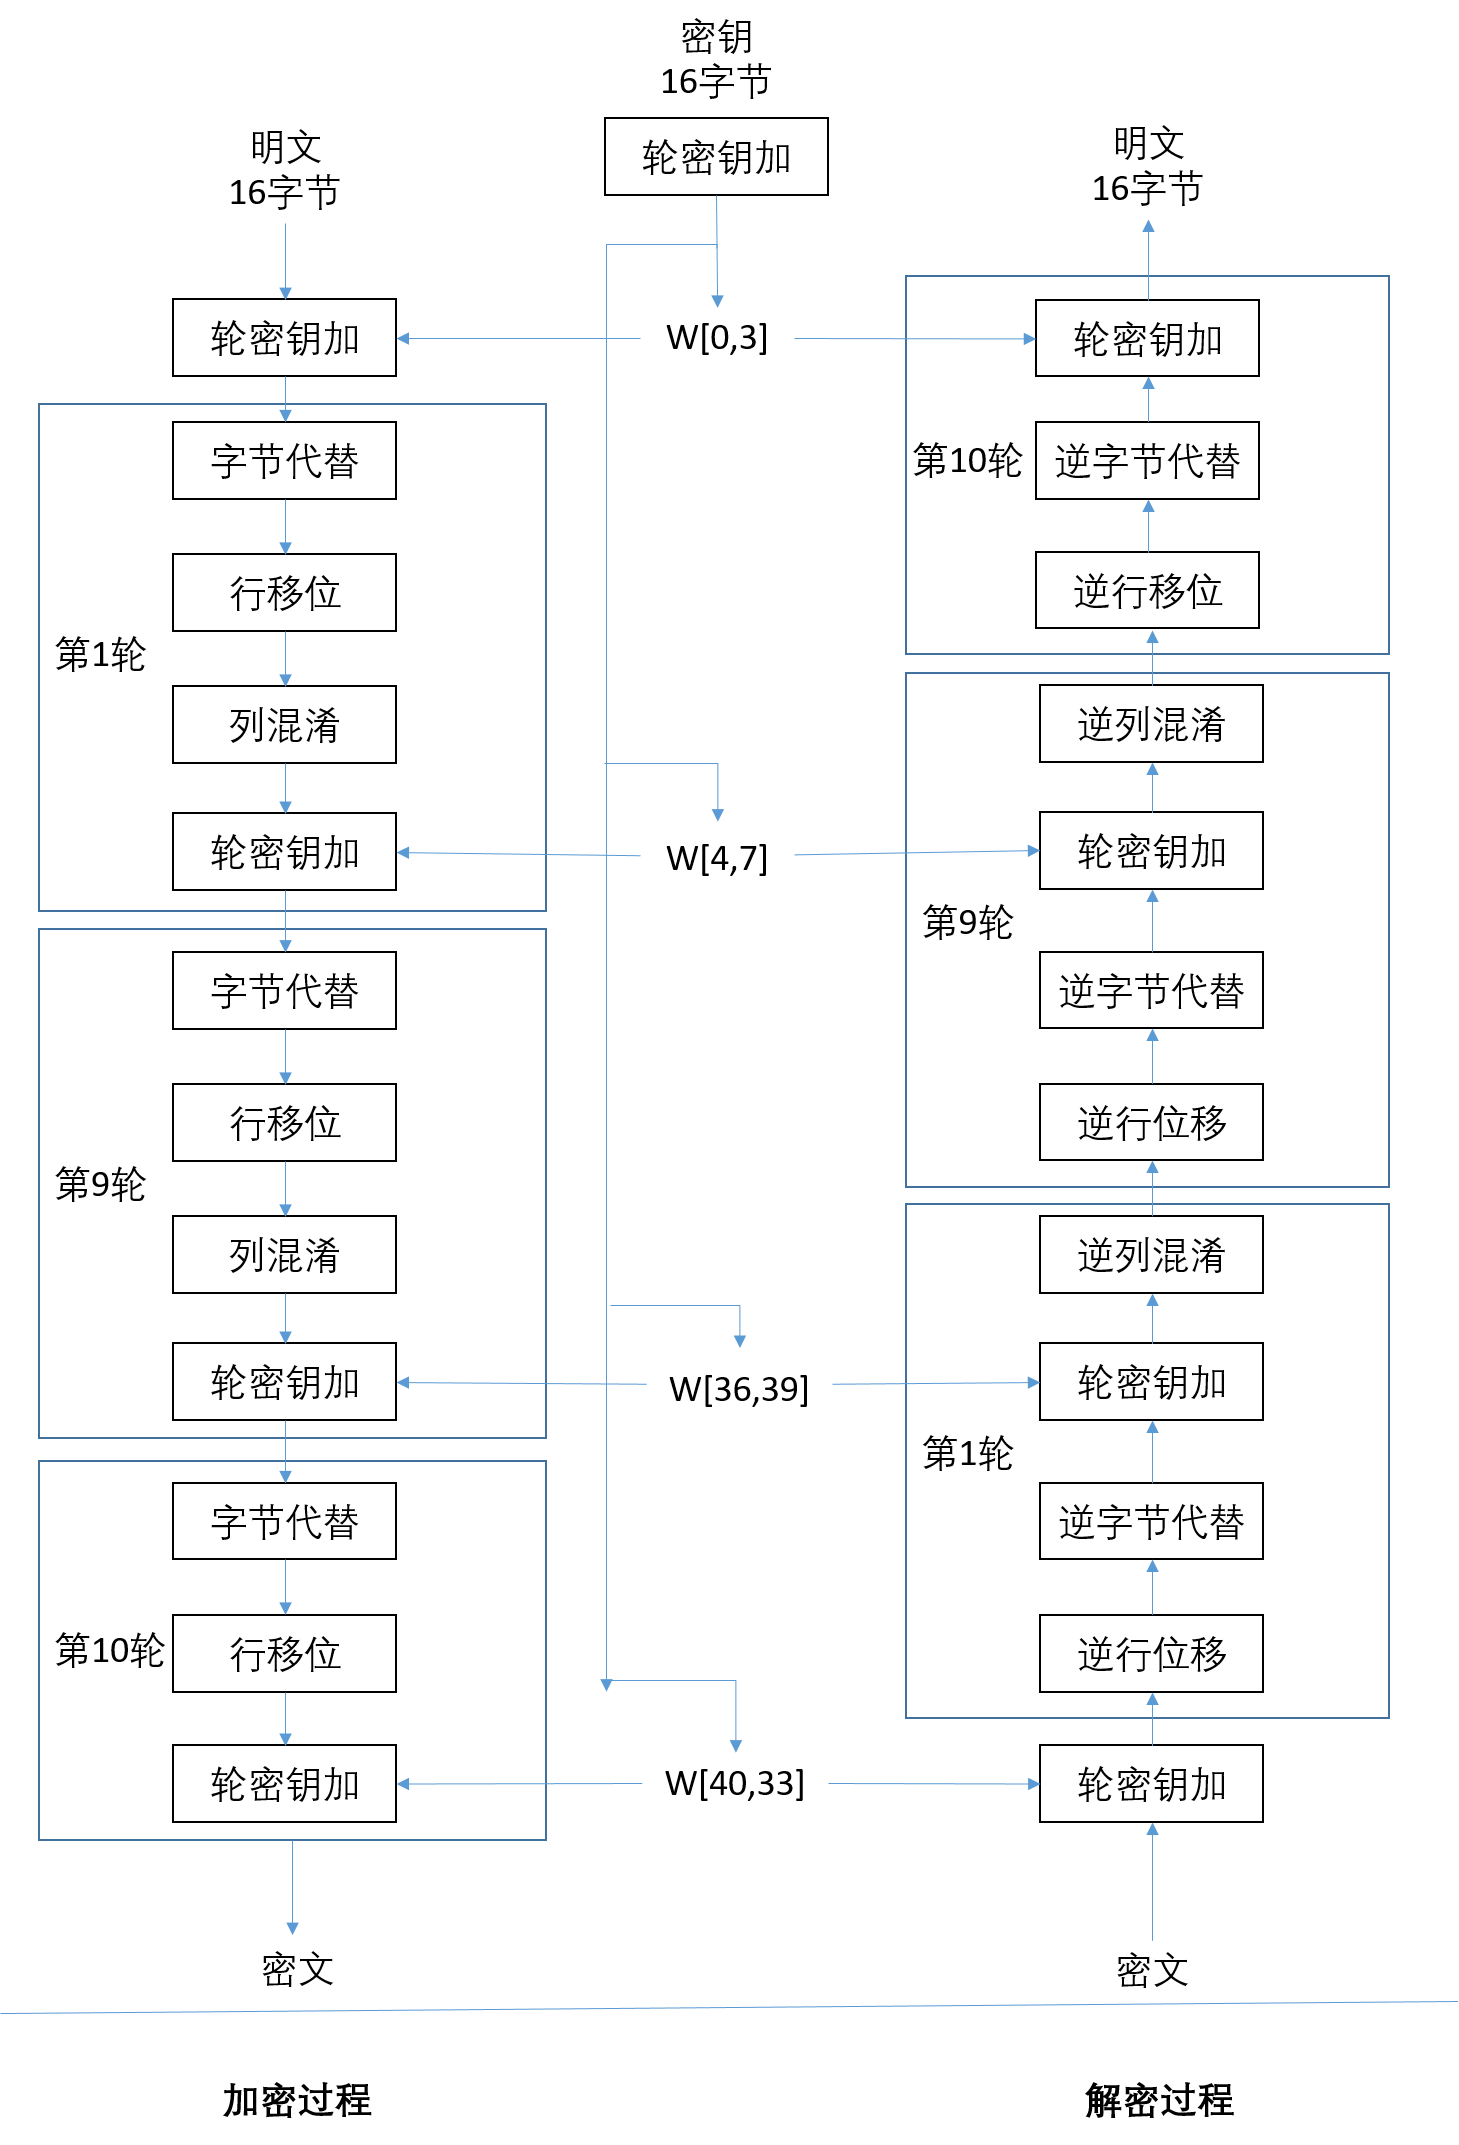 密钥
16字节
轮密钥加
明文
16字节
轮密钥加
第1轮
字节代替
行移位
列混淆
轮密钥加
第9轮
字节代替
行移位
列混淆
轮密钥加
第10轮
字节代替
行移位
轮密钥加
密文
W[0,3]
W[4,7]
W[36,39]
W[40,33]
明文
16字节
轮密钥加
第10轮
逆字节代替
逆行移位
逆列混淆
轮密钥加
第9轮
逆字节代替
逆行位移
逆列混淆
轮密钥加
第1轮
逆字节代替
逆行位移
轮密钥加
密文
加密过程
解密过程